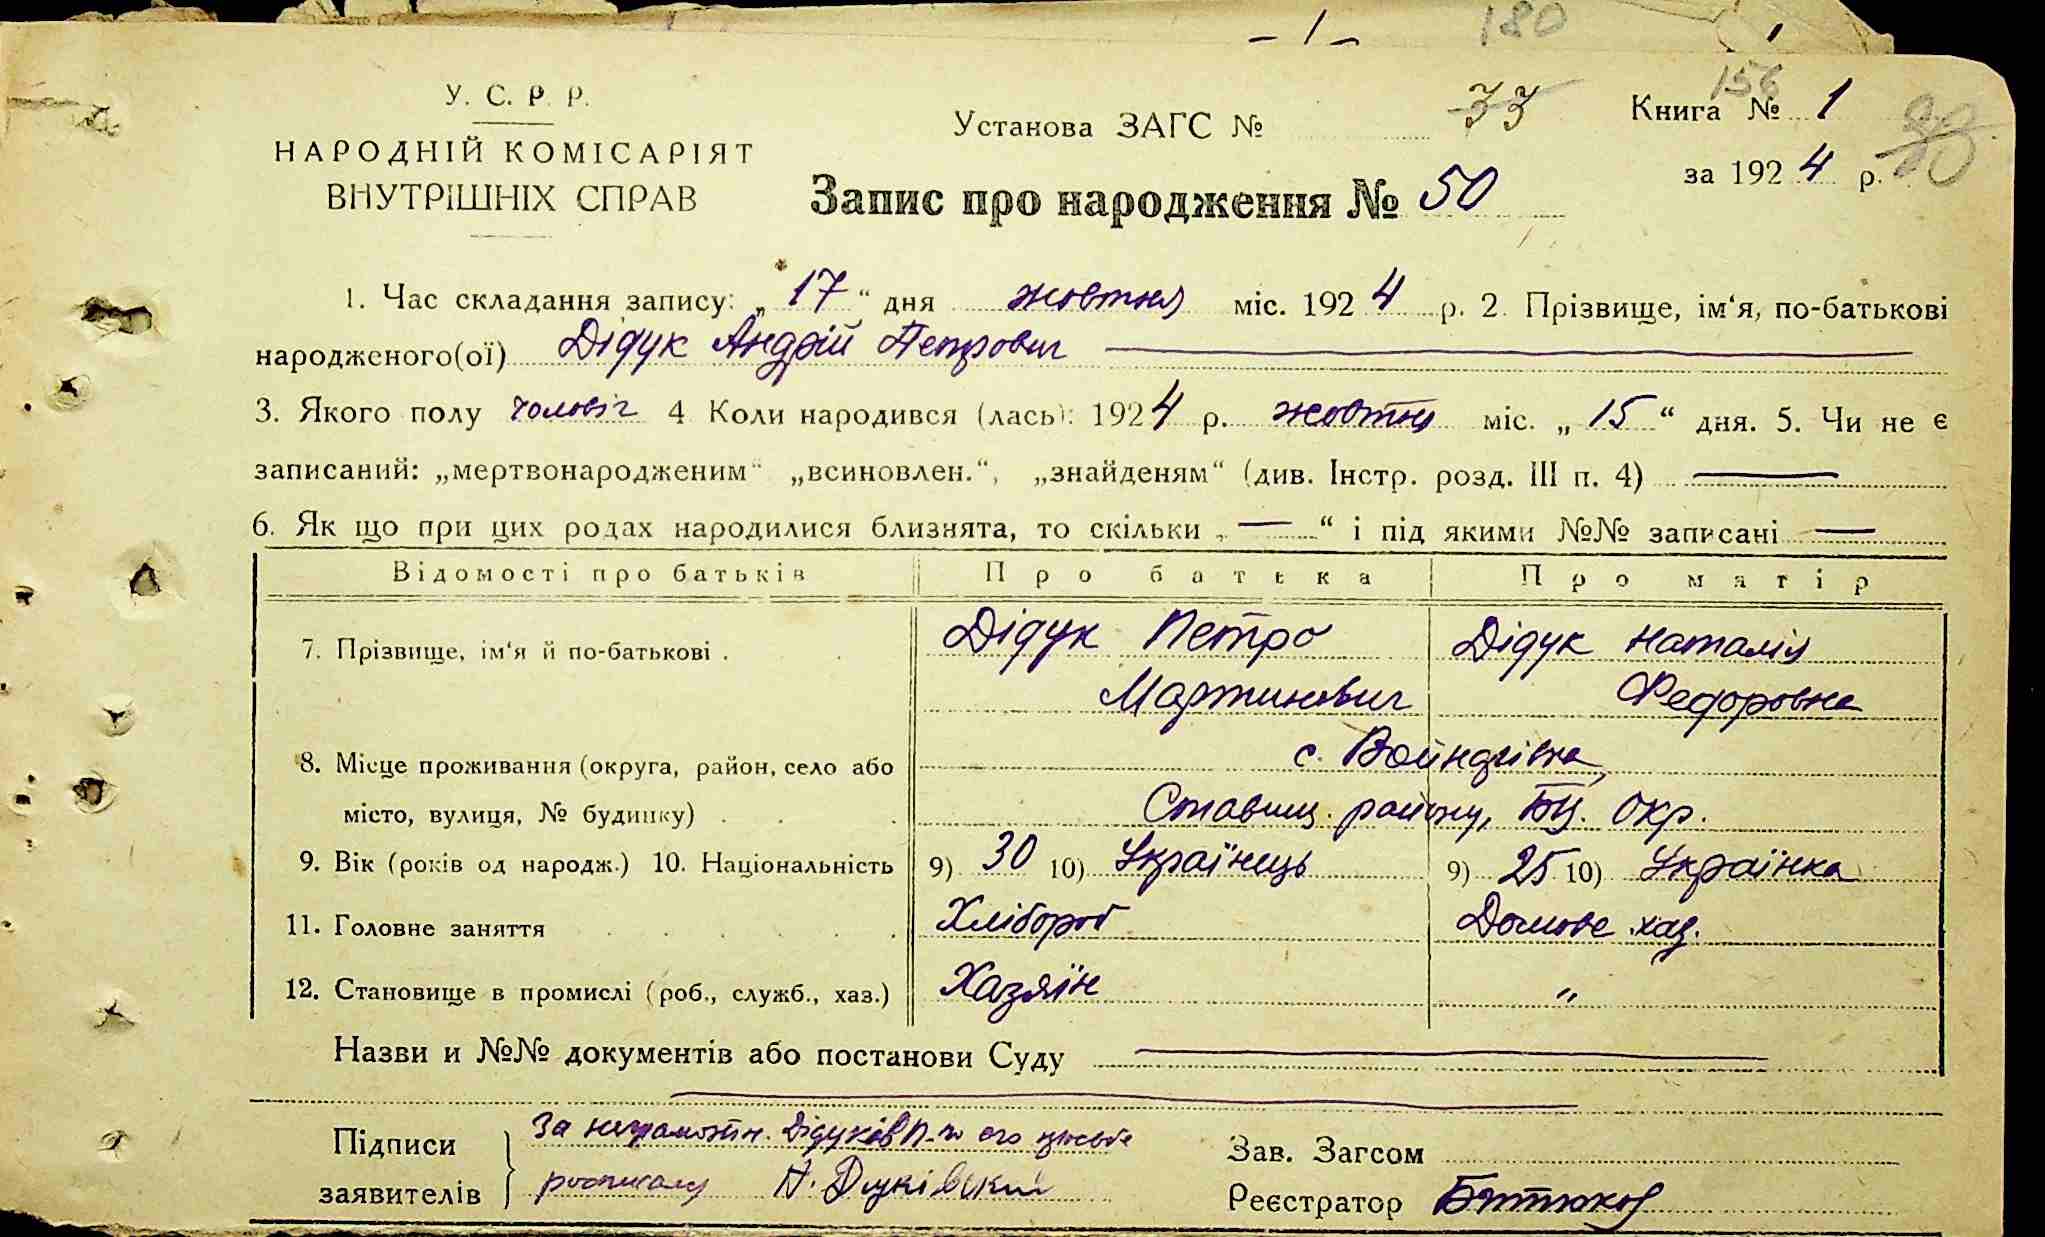 - 1 -
180
У. С. Р. Р.
НАРОДНІЙ КОМІСАРІЯТ
ВНУТРІШНІХ СПРАВ
Установа ЗАГС № 33
156
Книга № 1
за 1924 р.
Запис про народження № 50
1. Час складання запису: „ 17 “ дня жовтня міс. 1924 р. 2. Прізвище, ім‘я, по-батькові
народженого(ої) Дідук Андрій Петрович
3. Якого полу чоловіч 4 Коли народився (лась): 1924 р. жовтня міс. „ 15 “ дня. 5. Чи не є
записаний: „мертвонародженим“ „всиновлен.“, „знайденям“ (див. Інстр. розд. III п. 4) —
6. Як що при цих родах народилися близнята, то скільки „ — “ і під якими №№ записані —
Відомості про батьків Про батька Про матір
7. Прізвище, ім‘я й по-батькові . Дідук Петро Дідук Наталія
Мартинович Федоровна
8. Місце проживання (округа, район, село або с.
місто, вулиця, № будинку) . . . Ставищ. району, БЦ. Окр.
9. Вік (років од народж.) 10. Національність 9) 30 10) Українець 9) 25 10) Українка
11. Головне заняття Хлібороб Домове хаз.
12. Становище в промислі (роб., служб., хаз.) Хазяїн "
Назви и №№ документів або постанови Суду —
Підписи За неграмотн. Дідуків П-
заявителів росписалу
Зав. Загсом
Реєстратор